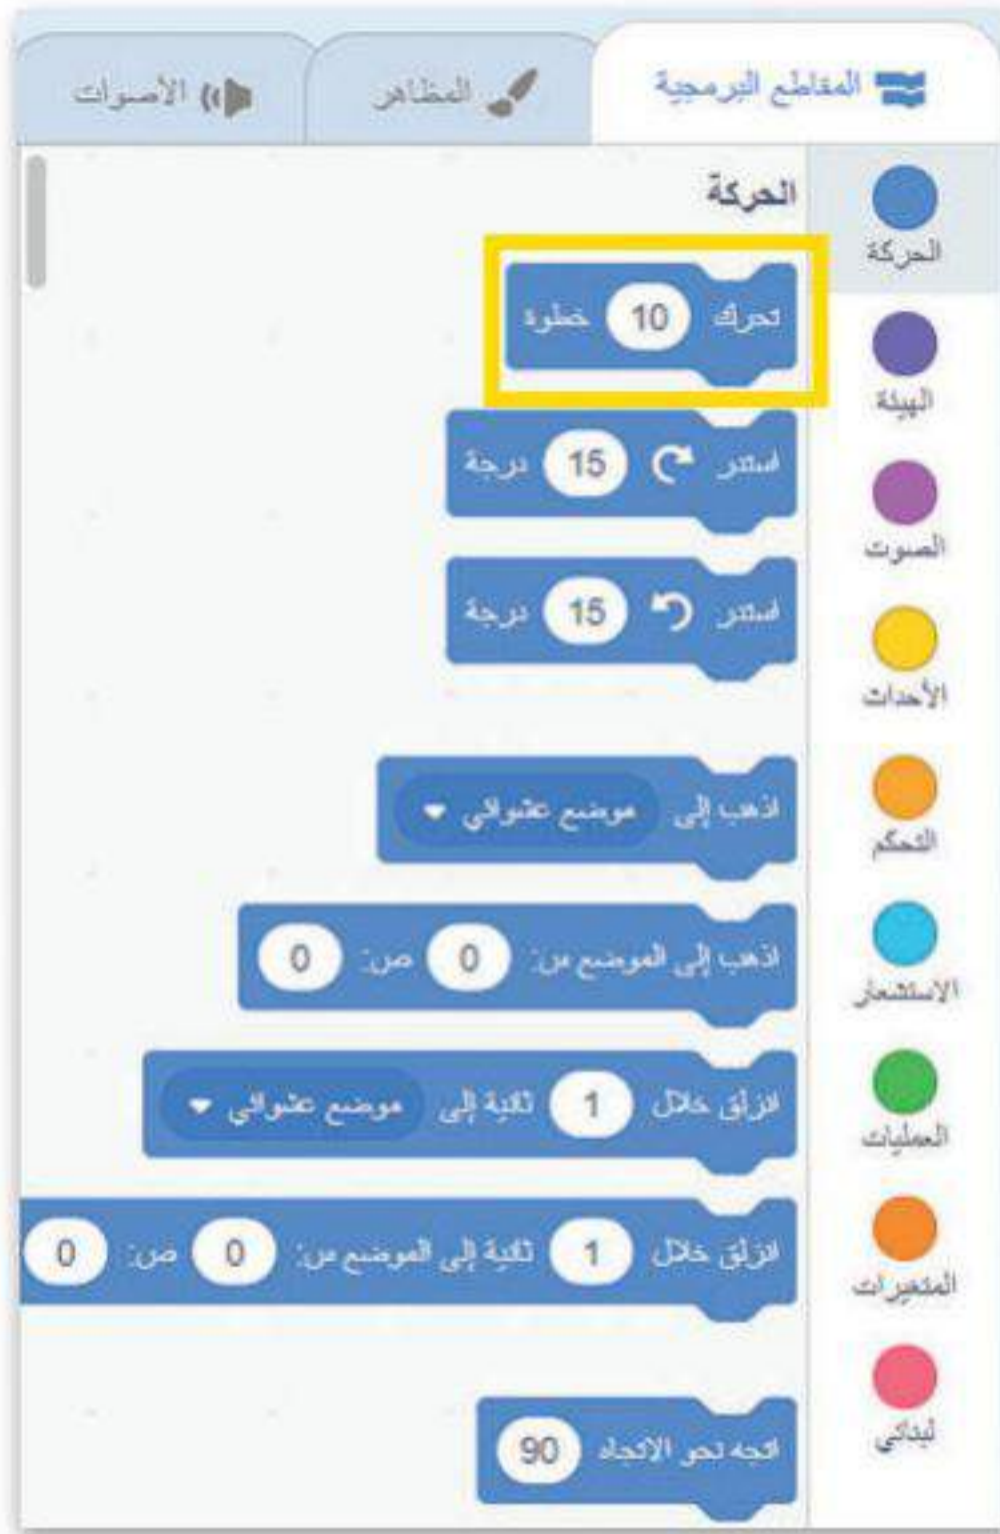 المقاطع البرمجية
المظاهر
الأصوات
الحركة
الهيئة
الصوت
الأحداث
التحكم
الاستشعار
العمليات
المتغيرات
لبناتي
الحركة
تحرك 10 خطوة
استدر 15 درجة
استدر 15 درجة
اذهب إلى موضع عشوائي
اذهب إلى الموضع س: 0 ص: 0
انزلق خلال 1 ثانية إلى موضع عشوائي
انزلق خلال 1 ثانية إلى الموضع س: 0 ص: 0
اتجه نحو الاتجاه 90